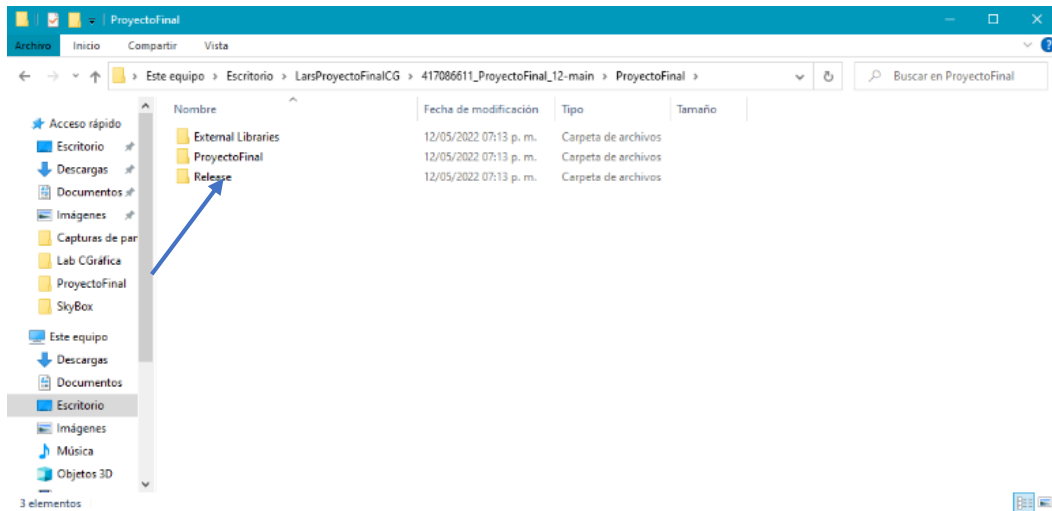 ProyectoFinal
Archivo Inicio Compartir Vista
Este equipo > Escritorio > LarsProyectoFinalCG > 417086611_ProyectoFinal_12-main > ProyectoFinal >
Buscar en ProyectoFinal
Nombre Fecha de modificación Tipo Tamaño
External Libraries 12/05/2022 07:13 p. m. Carpeta de archivos
ProyectoFinal 12/05/2022 07:13 p. m. Carpeta de archivos
Release 12/05/2022 07:13 p. m. Carpeta de archivos
Acceso rápido
Escritorio
Descargas
Documentos
Imágenes
Capturas de par
Lab CGráfica
ProyectoFinal
SkyBox
Este equipo
Descargas
Documentos
Escritorio
Imágenes
Música
Objetos 3D
3 elementos